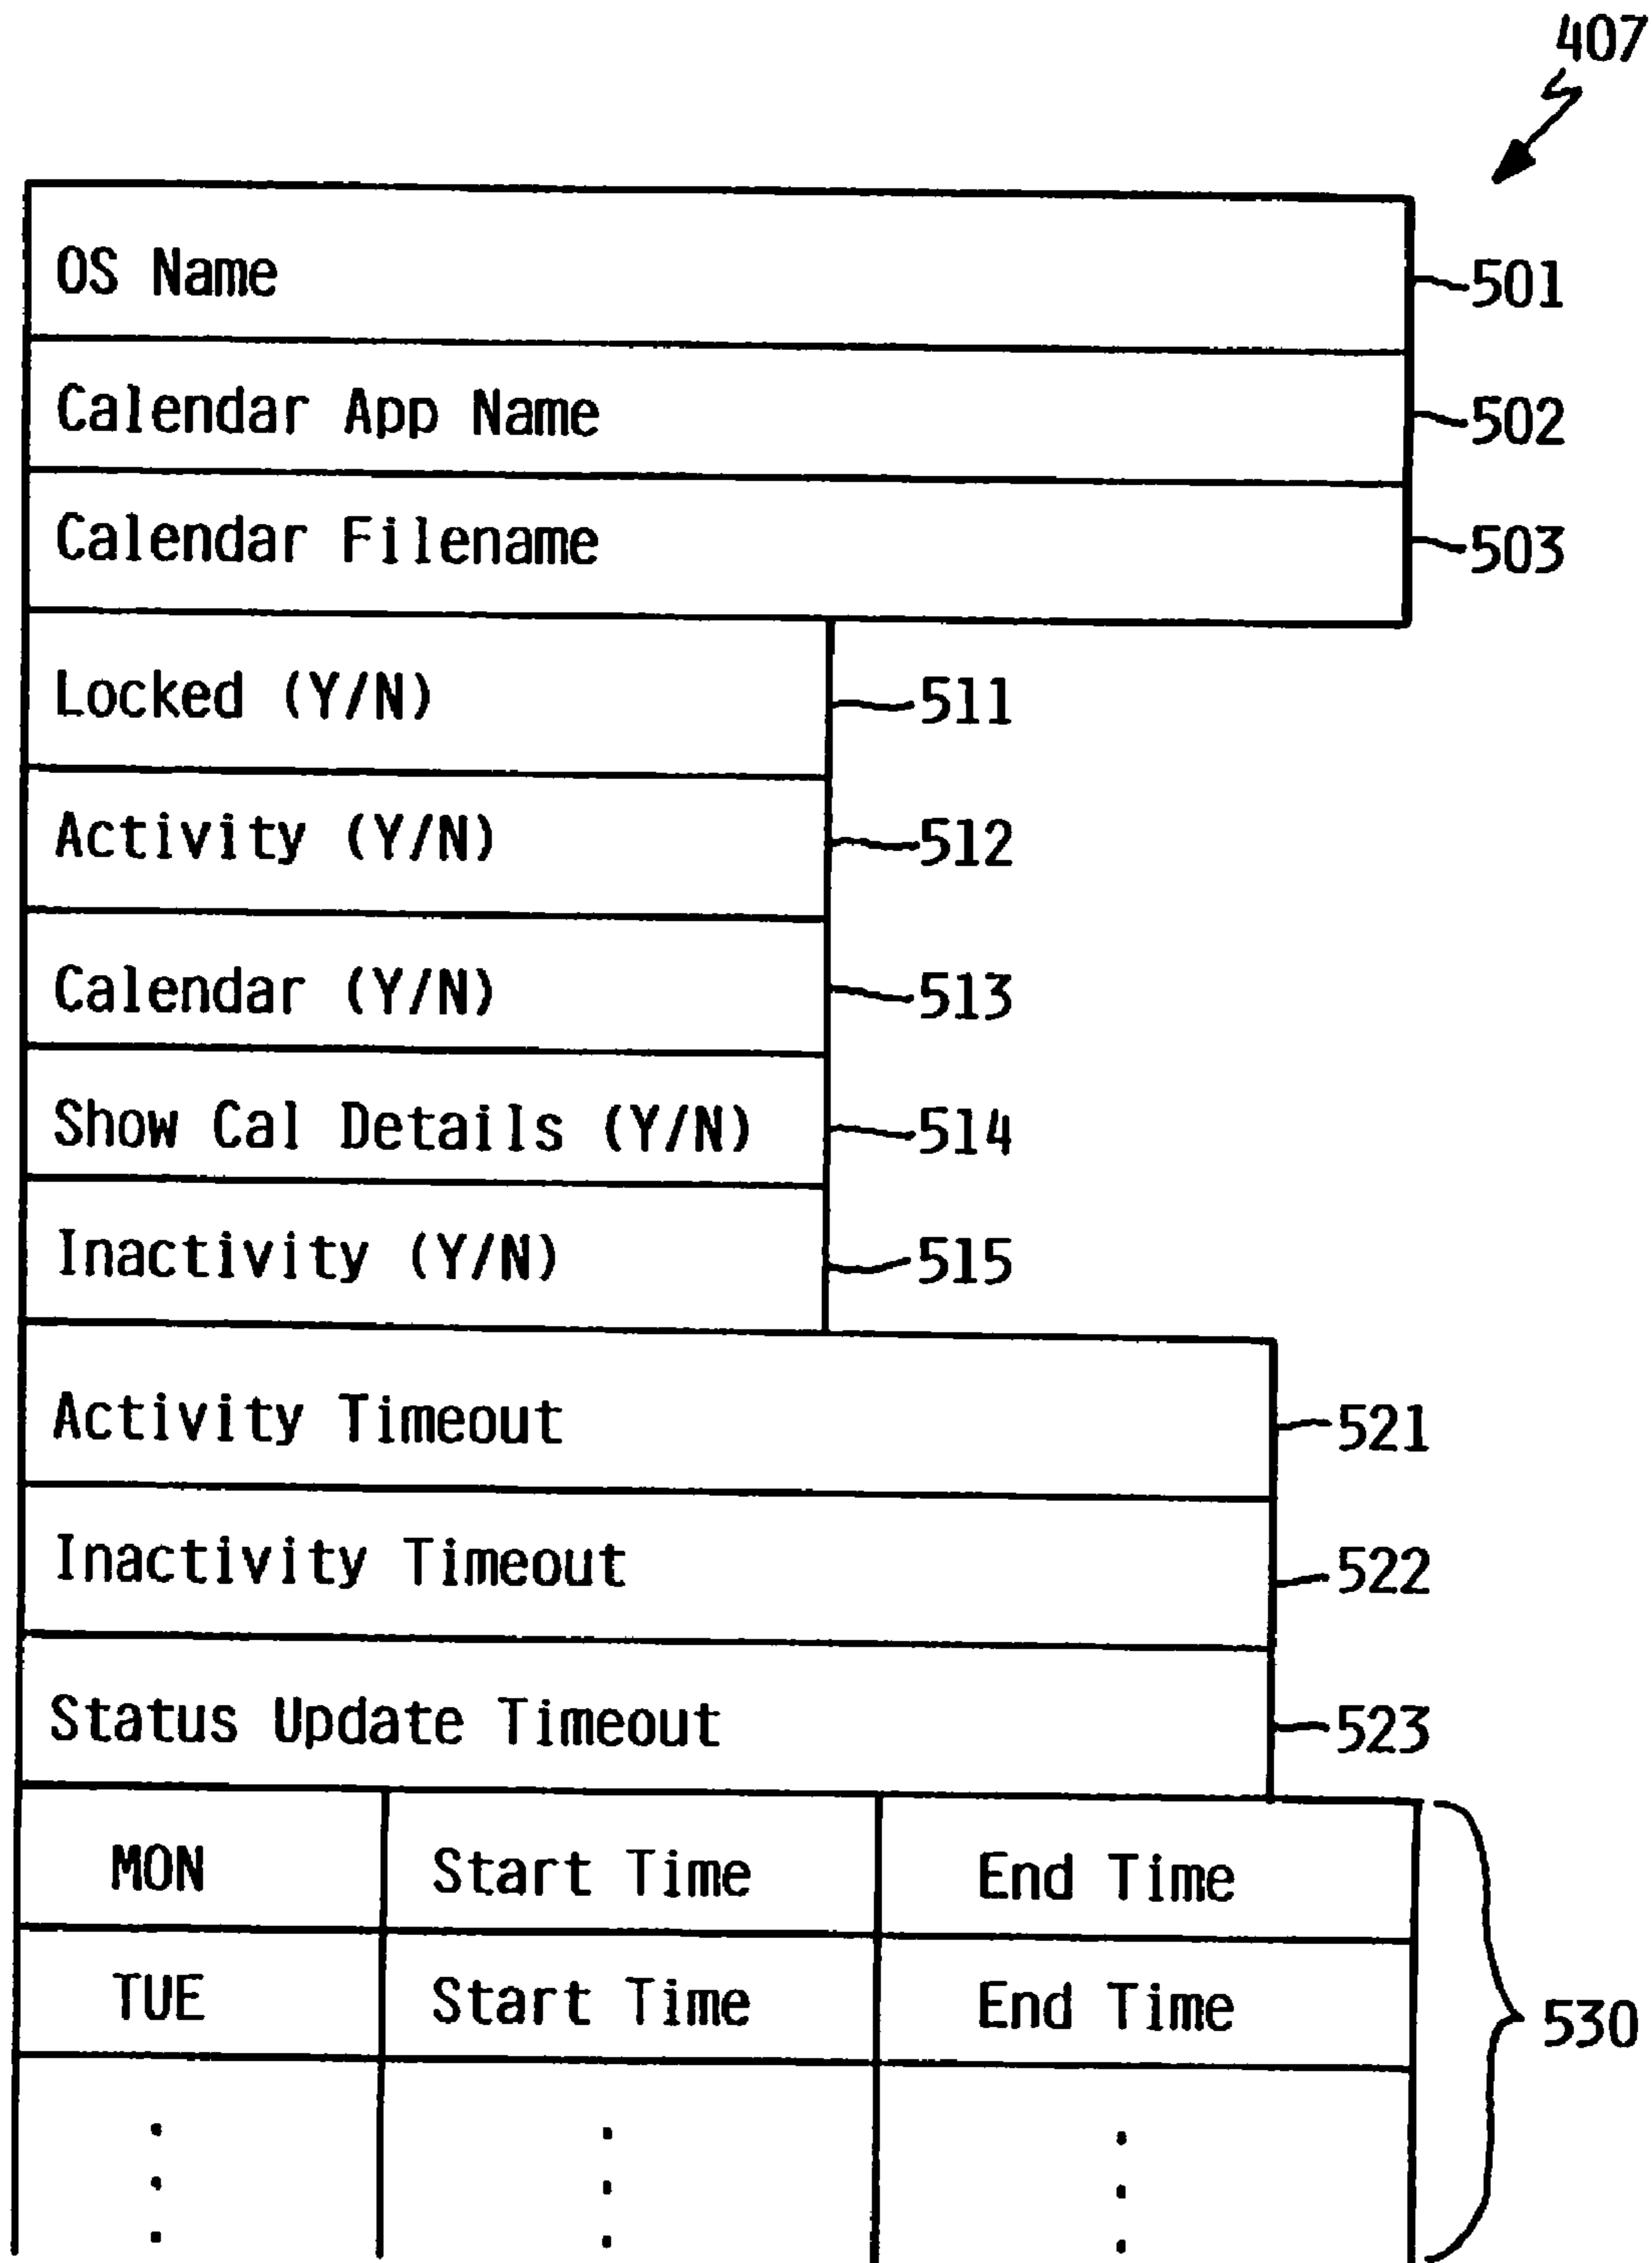 407
OS Name 501
Calendar App Name 502
Calendar Filename 503
Locked (Y/N) 511
Activity (Y/N) 512
Calendar (Y/N) 513
Show Cal Details (Y/N) 514
Inactivity (Y/N) 515
Activity Timeout 521
Inactivity Timeout 522
Status Update Timeout 523
MON Start Time End Time
TUE Start Time End Time
530